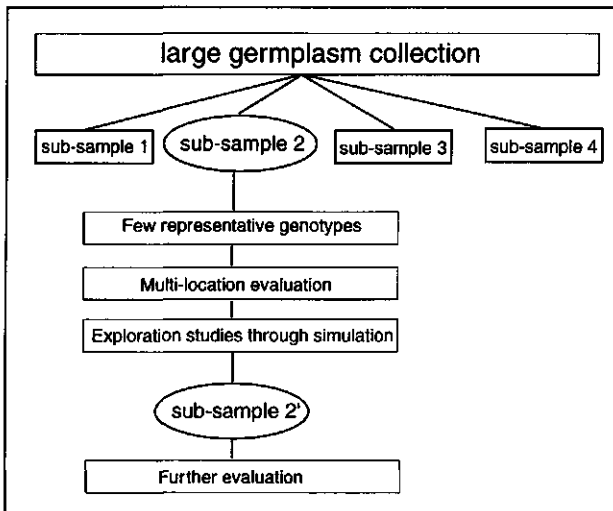 large germplasm collection
sub-sample 1
sub-sample 2
sub-sample 3
sub-sample 4
Few representative genotypes
Multi-location evaluation
Exploration studies through simulation
sub-sample 2'
Further evaluation